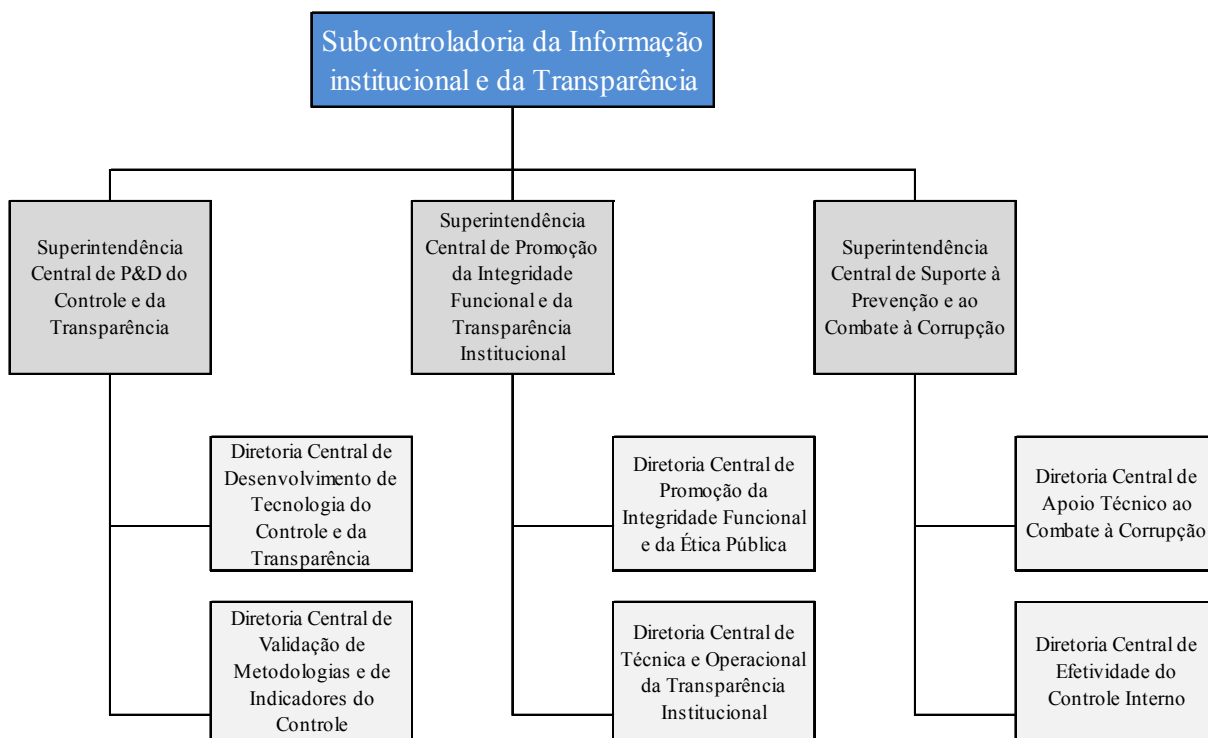 Subcontroladoria da Informação
institucional e da Transparência
Superintendência
Central de P&D do
Controle e da
Transparência
Superintendência
Central de Promoção
da Integridade
Funcional e da
Transparência
Institucional
Superintendência
Central de Suporte à
Prevenção e ao
Combate à Corrupção
Diretoria Central de
Desenvolvimento de
Tecnologia do
Controle e da
Transparência
Diretoria Central de
Promoção da
Integridade Funcional
e da Ética Pública
Diretoria Central de
Apoio Técnico ao
Combate à Corrupção
Diretoria Central de
Validação de
Metodologias e de
Indicadores do
Controle
Diretoria Central de
Técnica e Operacional
da Transparência
Institucional
Diretoria Central de
Efetividade do
Controle Interno